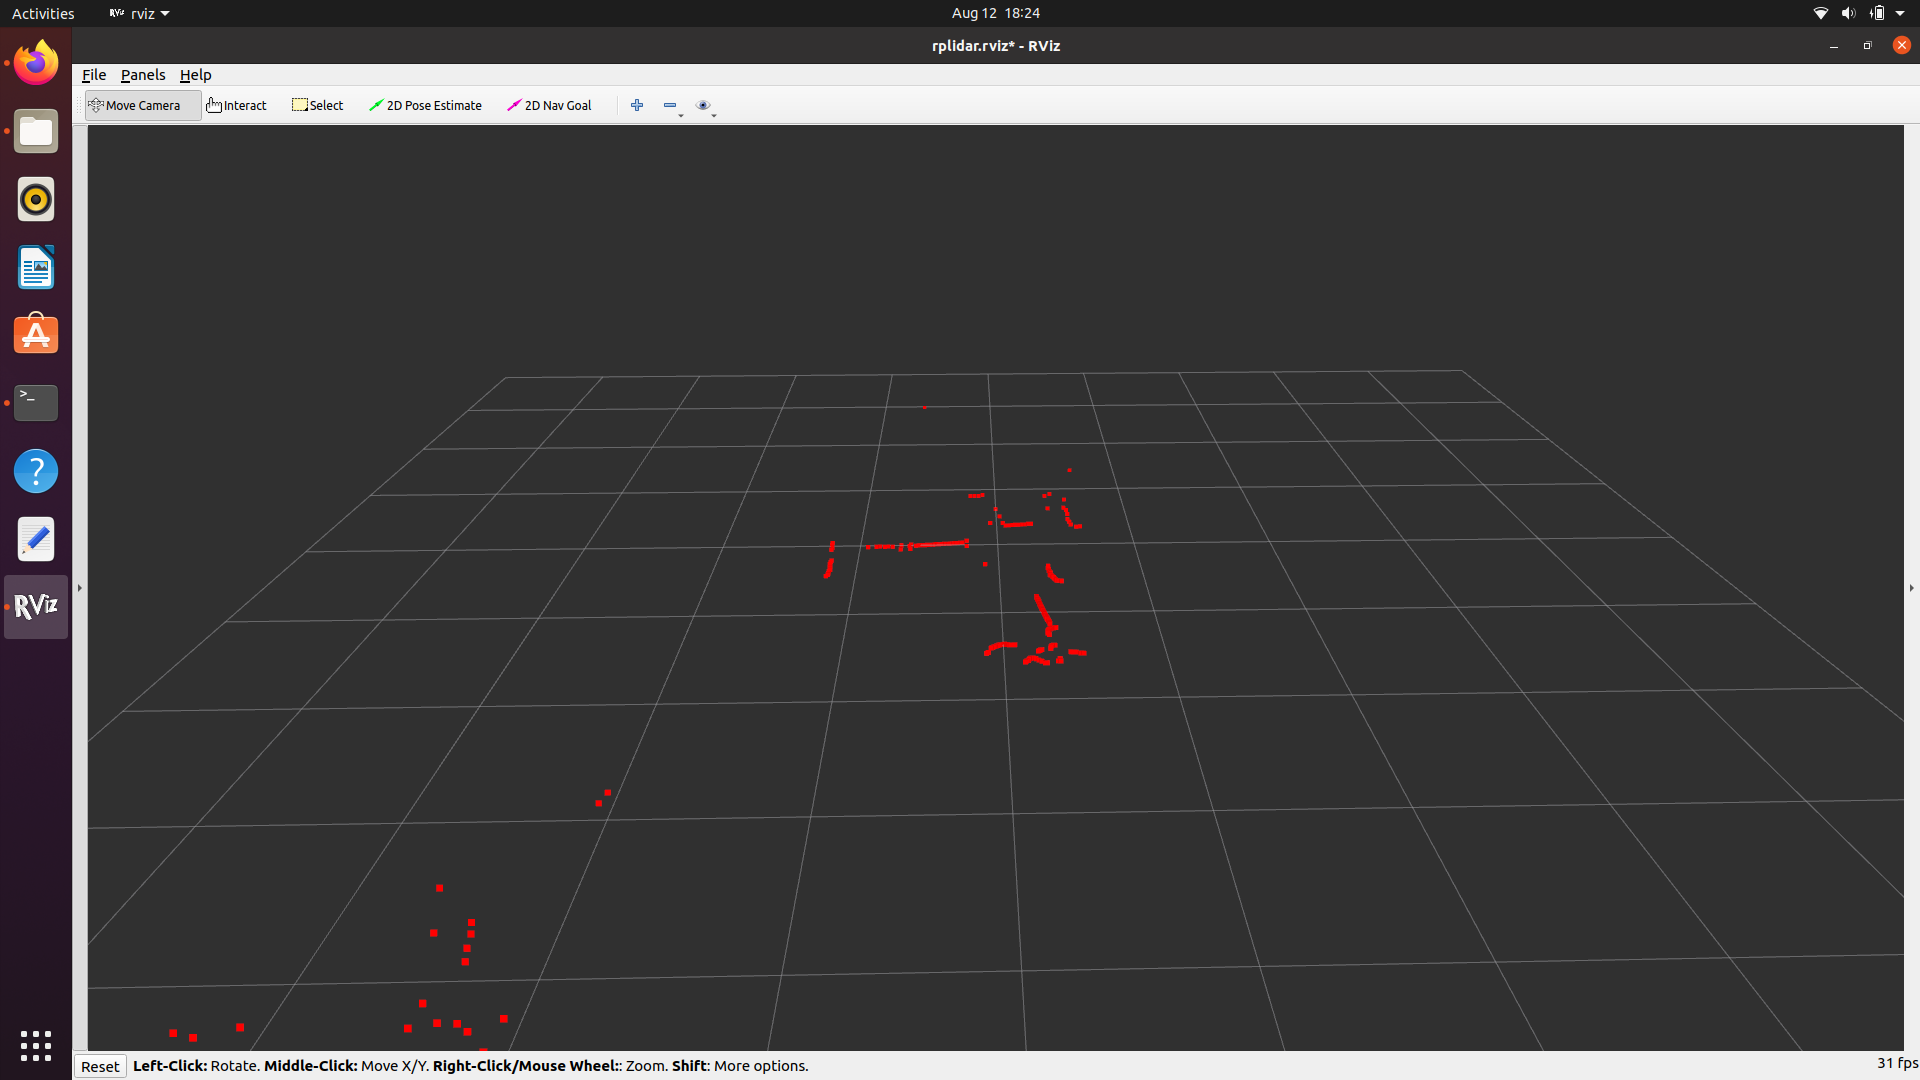 Activities RViz rviz Aug 12 18:24
rplidar.rviz* - RViz
File Panels Help
Move Camera Interact Select 2D Pose Estimate 2D Nav Goal
>_
?
RViz
Reset Left-Click: Rotate. Middle-Click: Move X/Y. Right-Click/Mouse Wheel:: Zoom. Shift: More options. 31 fps